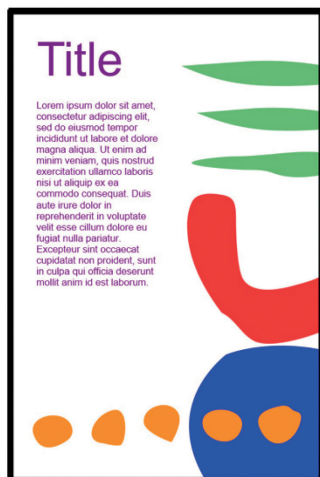 Title
Lorem ipsum dolor sit amet,
consectetur adipiscing elit,
sed do eiusmod tempor
incididunt ut labore et dolore
magna aliqua. Ut enim ad
minim veniam, quis nostrud
exercitation ullamco laboris
nisi ut aliquip ex ea
commodo consequat. Duis
aute irure dolor in
reprehenderit in voluptate
velit esse cillum dolore eu
fugiat nulla pariatur.
Excepteur sint occaecat
cupidatat non proident, sunt
in culpa qui officia deserunt
mollit anim id est laborum.